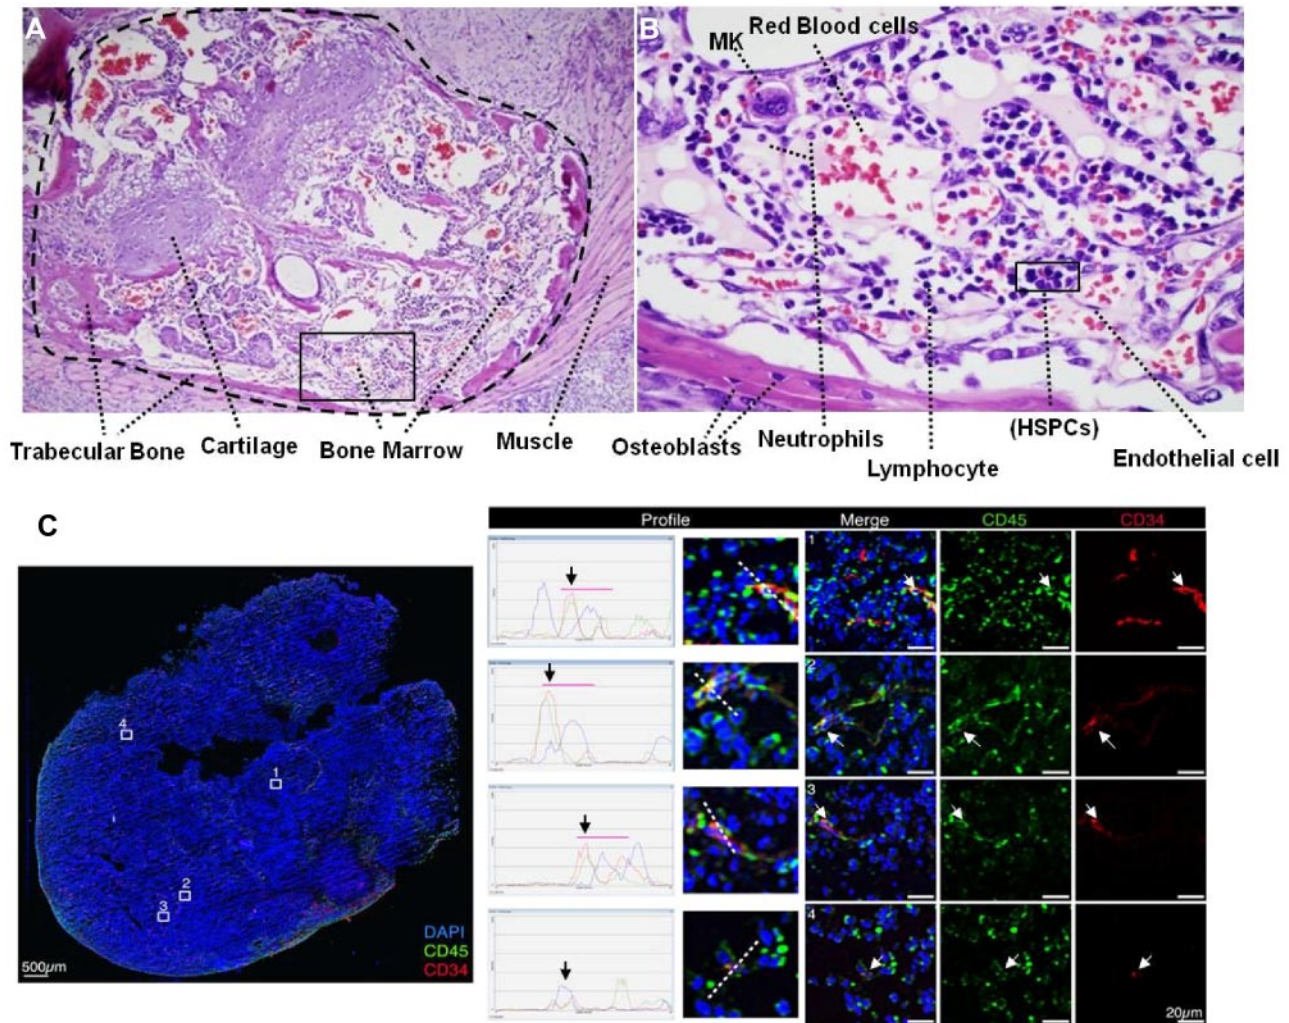 A
B
MK
Red Blood cells
Trabecular Bone
Cartilage
Bone Marrow
Muscle
Osteoblasts
Neutrophils
Lymphocyte
(HSPCs)
Endothelial cell
C
Profile
Merge
CD45
CD34
1
2
3
4
4
1
2
3
DAPI
CD45
CD34
500µm
20µm